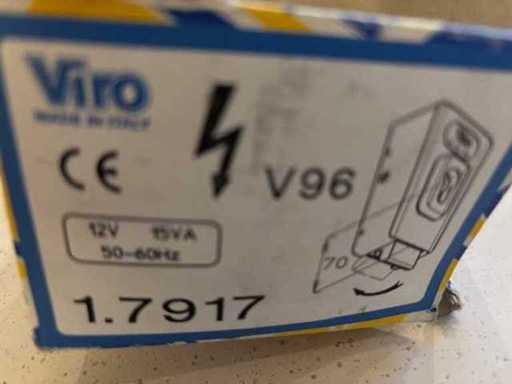 Viro
MADE IN ITALY
CE
V96
12V 15VA
50-60Hz
70
1.7917